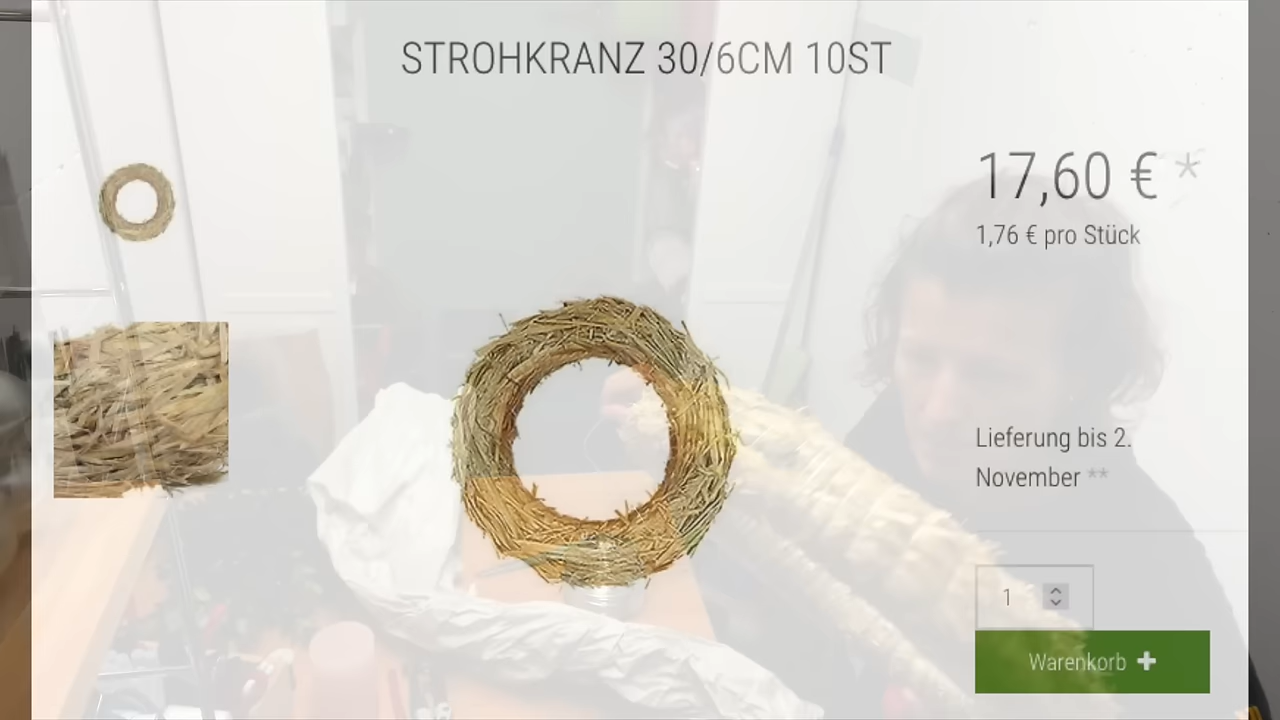 STROHKRANZ 30/6CM 10ST
17,60 € *
1,76 € pro Stück
Lieferung bis 2.
November **
1
Warenkorb +